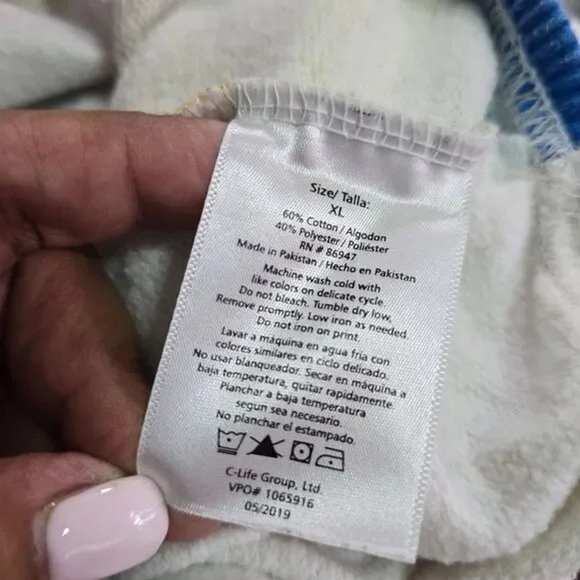 Size/ Talla:
XL
60% Cotton / Algodon
40% Polyester / Poliéster
RN # 86947
Made in Pakistan / Hecho en Pakistan
Machine wash cold with
like colors on delicate cycle.
Do not bleach. Tumble dry low,
Remove promptly. Low iron as needed.
Do not iron on print.
Lavar a máquina en agua fria con
colores similares en ciclo delicado.
No usar blanqueador. Secar en máquina a
baja temperatura, quitar rapidamente.
Planchar a baja temperatura
segun sea necesario.
No planchar el estampado.
C-Life Group, Ltd.
VPO# 1065916
05/2019